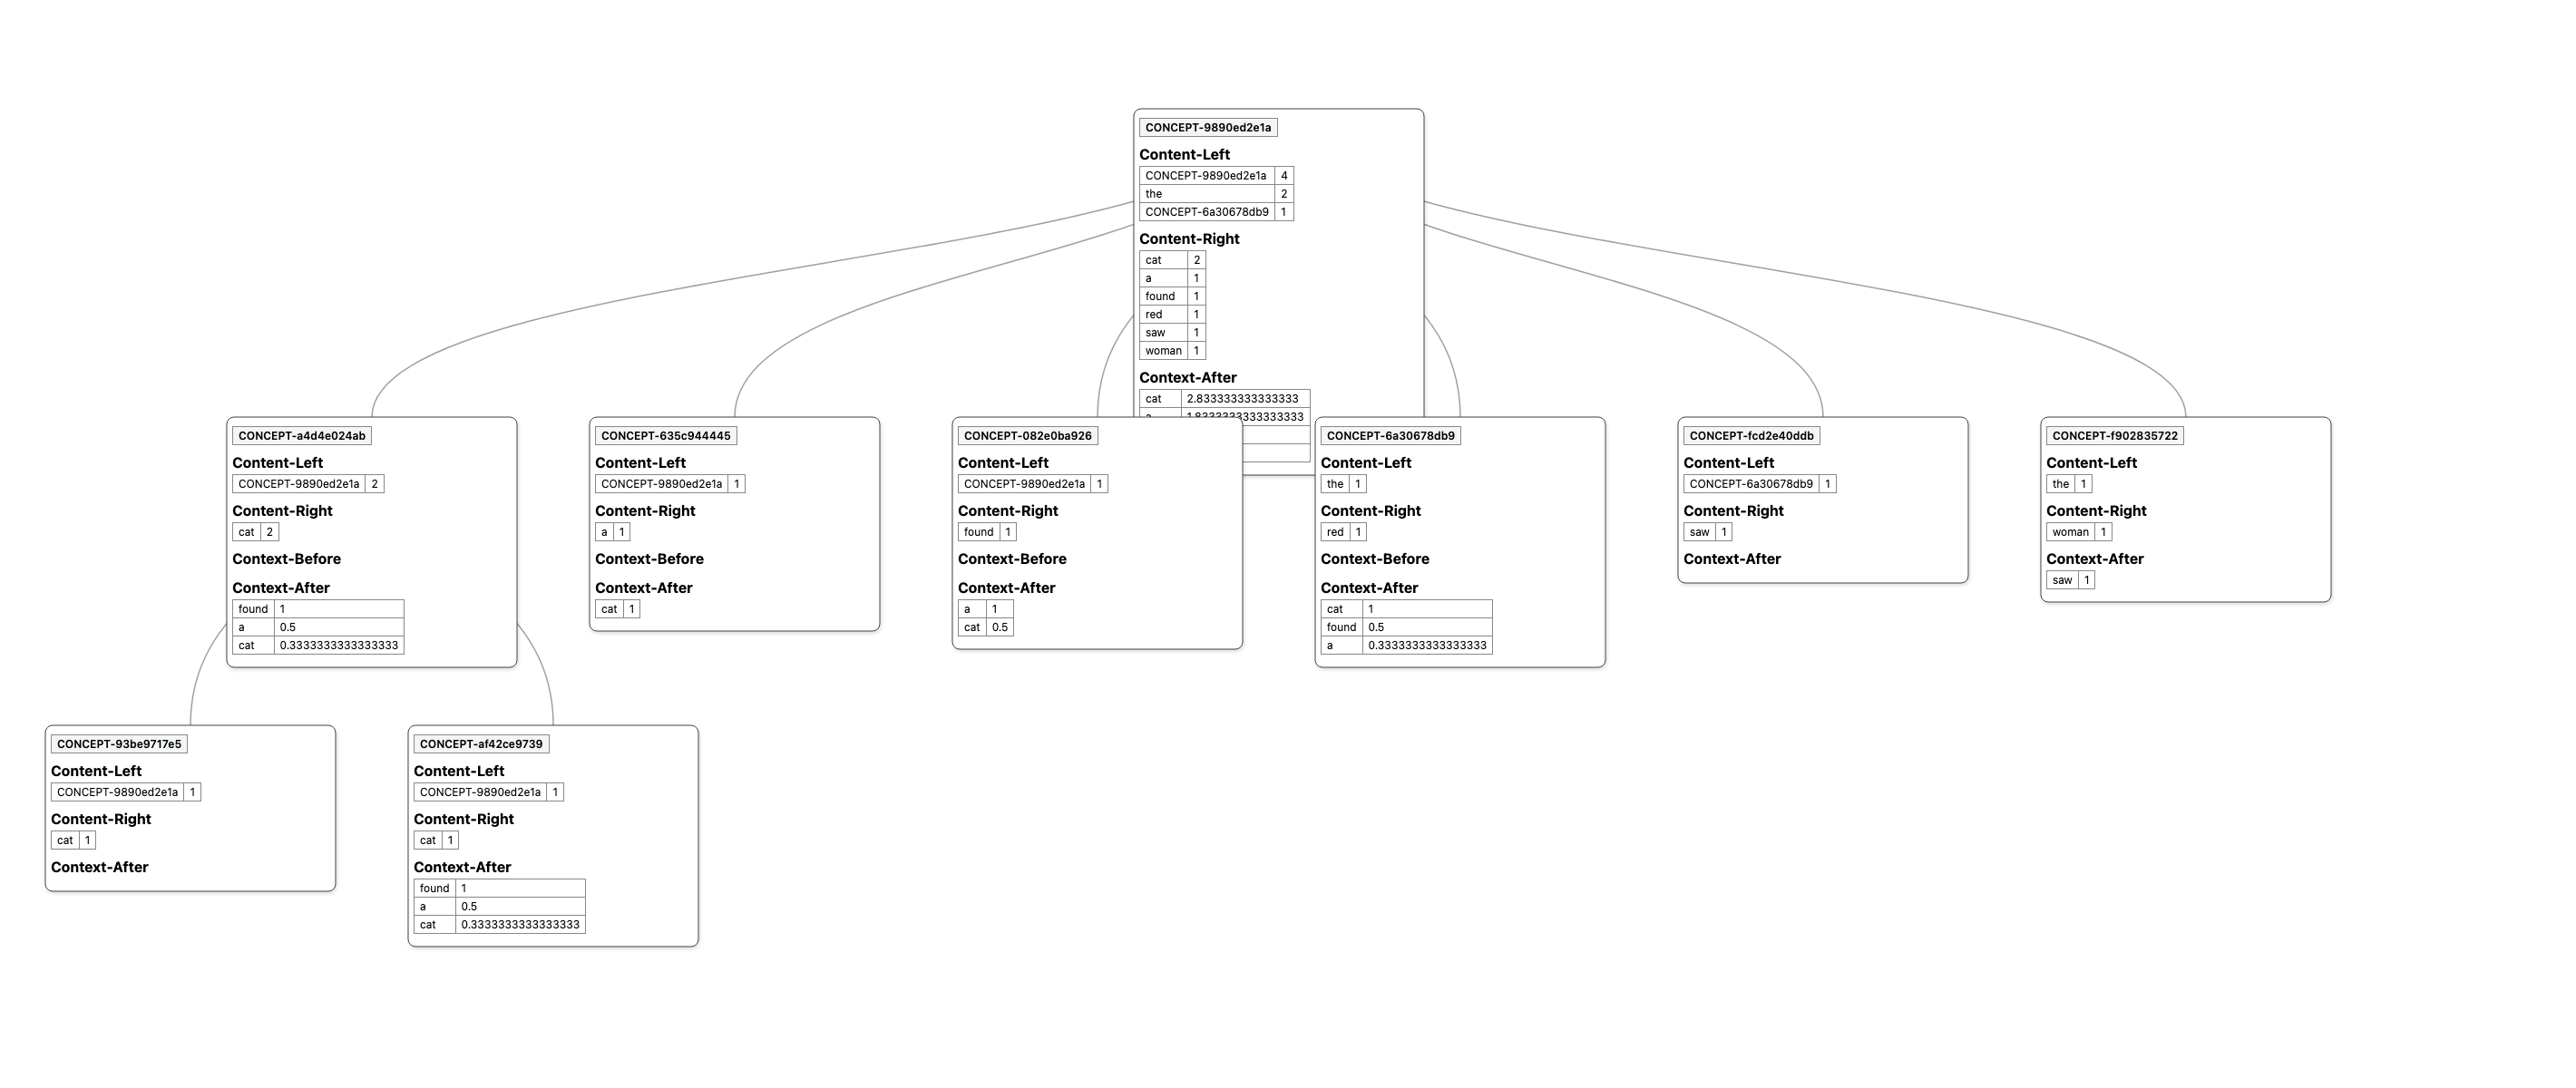 CONCEPT-9890ed2e1a
Content-Left
CONCEPT-9890ed2e1a 4
the 2
CONCEPT-6a30678db9 1
Content-Right
cat 2
a 1
found 1
red 1
saw 1
woman 1
Context-After
cat 2.833333333333333
a 1.8333333333333333
CONCEPT-a4d4e024ab
Content-Left
CONCEPT-9890ed2e1a 2
Content-Right
cat 2
Context-Before
Context-After
found 1
a 0.5
cat 0.3333333333333333
CONCEPT-635c944445
Content-Left
CONCEPT-9890ed2e1a 1
Content-Right
a 1
Context-Before
Context-After
cat 1
CONCEPT-082e0ba926
Content-Left
CONCEPT-9890ed2e1a 1
Content-Right
found 1
Context-Before
Context-After
a 1
cat 0.5
CONCEPT-6a30678db9
Content-Left
the 1
Content-Right
red 1
Context-Before
Context-After
cat 1
found 0.5
a 0.3333333333333333
CONCEPT-fcd2e40ddb
Content-Left
CONCEPT-6a30678db9 1
Content-Right
saw 1
Context-After
CONCEPT-f902835722
Content-Left
the 1
Content-Right
woman 1
Context-After
saw 1
CONCEPT-93be9717e5
Content-Left
CONCEPT-9890ed2e1a 1
Content-Right
cat 1
Context-After
CONCEPT-af42ce9739
Content-Left
CONCEPT-9890ed2e1a 1
Content-Right
cat 1
Context-After
found 1
a 0.5
cat 0.3333333333333333